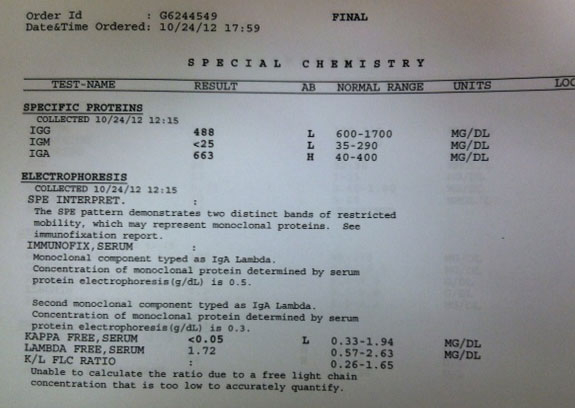 Order Id : G6244549 FINAL
Date&Time Ordered: 10/24/12 17:59
SPECIAL CHEMISTRY
TEST-NAME RESULT AB NORMAL RANGE UNITS LOC
SPECIFIC PROTEINS
COLLECTED 10/24/12 12:15
IGG 488 L 600-1700 MG/DL
IGM <25 L 35-290 MG/DL
IGA 663 H 40-400 MG/DL
ELECTROPHORESIS
COLLECTED 10/24/12 12:15
SPE INTERPRET. :
The SPE pattern demonstrates two distinct bands of restricted
mobility, which may represent monoclonal proteins. See
immunofixation report.
IMMUNOFIX,SERUM :
Monoclonal component typed as IgA Lambda.
Concentration of monoclonal protein determined by serum
protein electrophoresis(g/dL) is 0.5.
Second monoclonal component typed as IgA Lambda.
Concentration of monoclonal protein determined by serum
protein electrophoresis(g/dL) is 0.3.
KAPPA FREE,SERUM <0.05 L 0.33-1.94 MG/DL
LAMBDA FREE,SERUM 1.72 0.57-2.63 MG/DL
K/L FLC RATIO : 0.26-1.65
Unable to calculate the ratio due to a free light chain
concentration that is too low to accurately quantify.